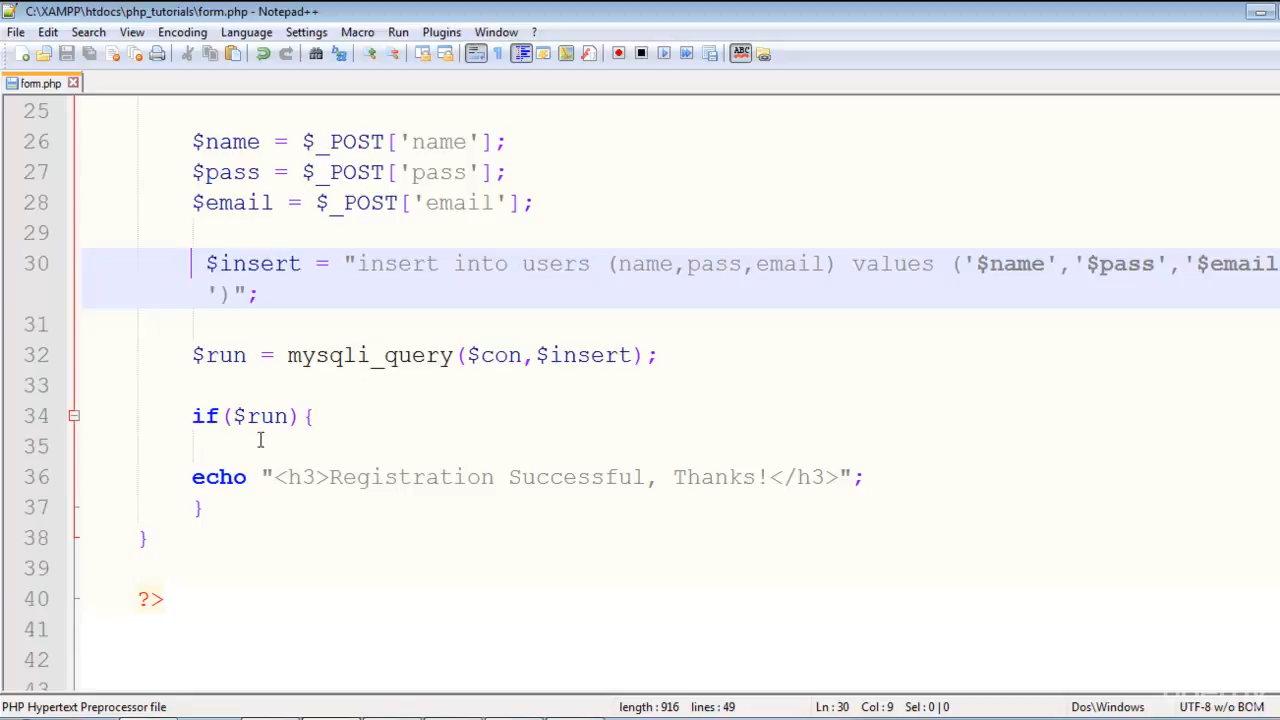 C:\XAMPP\htdocs\php_tutorials\form.php - Notepad++
File Edit Search View Encoding Language Settings Macro Run Plugins Window ?
ABC
form.php
25
26 $name = $_POST['name'];
27 $pass = $_POST['pass'];
28 $email = $_POST['email'];
29
30 $insert = "insert into users (name,pass,email) values ('$name','$pass','$email
')";
31
32 $run = mysqli_query($con,$insert);
33
34 if($run){
35
36 echo "<h3>Registration Successful, Thanks!</h3>";
37 }
38 }
39
40 ?>
41
42
43
PHP Hypertext Preprocessor file length : 916 lines : 49 Ln : 30 Col : 9 Sel : 0 | 0 Dos\Windows UTF-8 w/o BOM